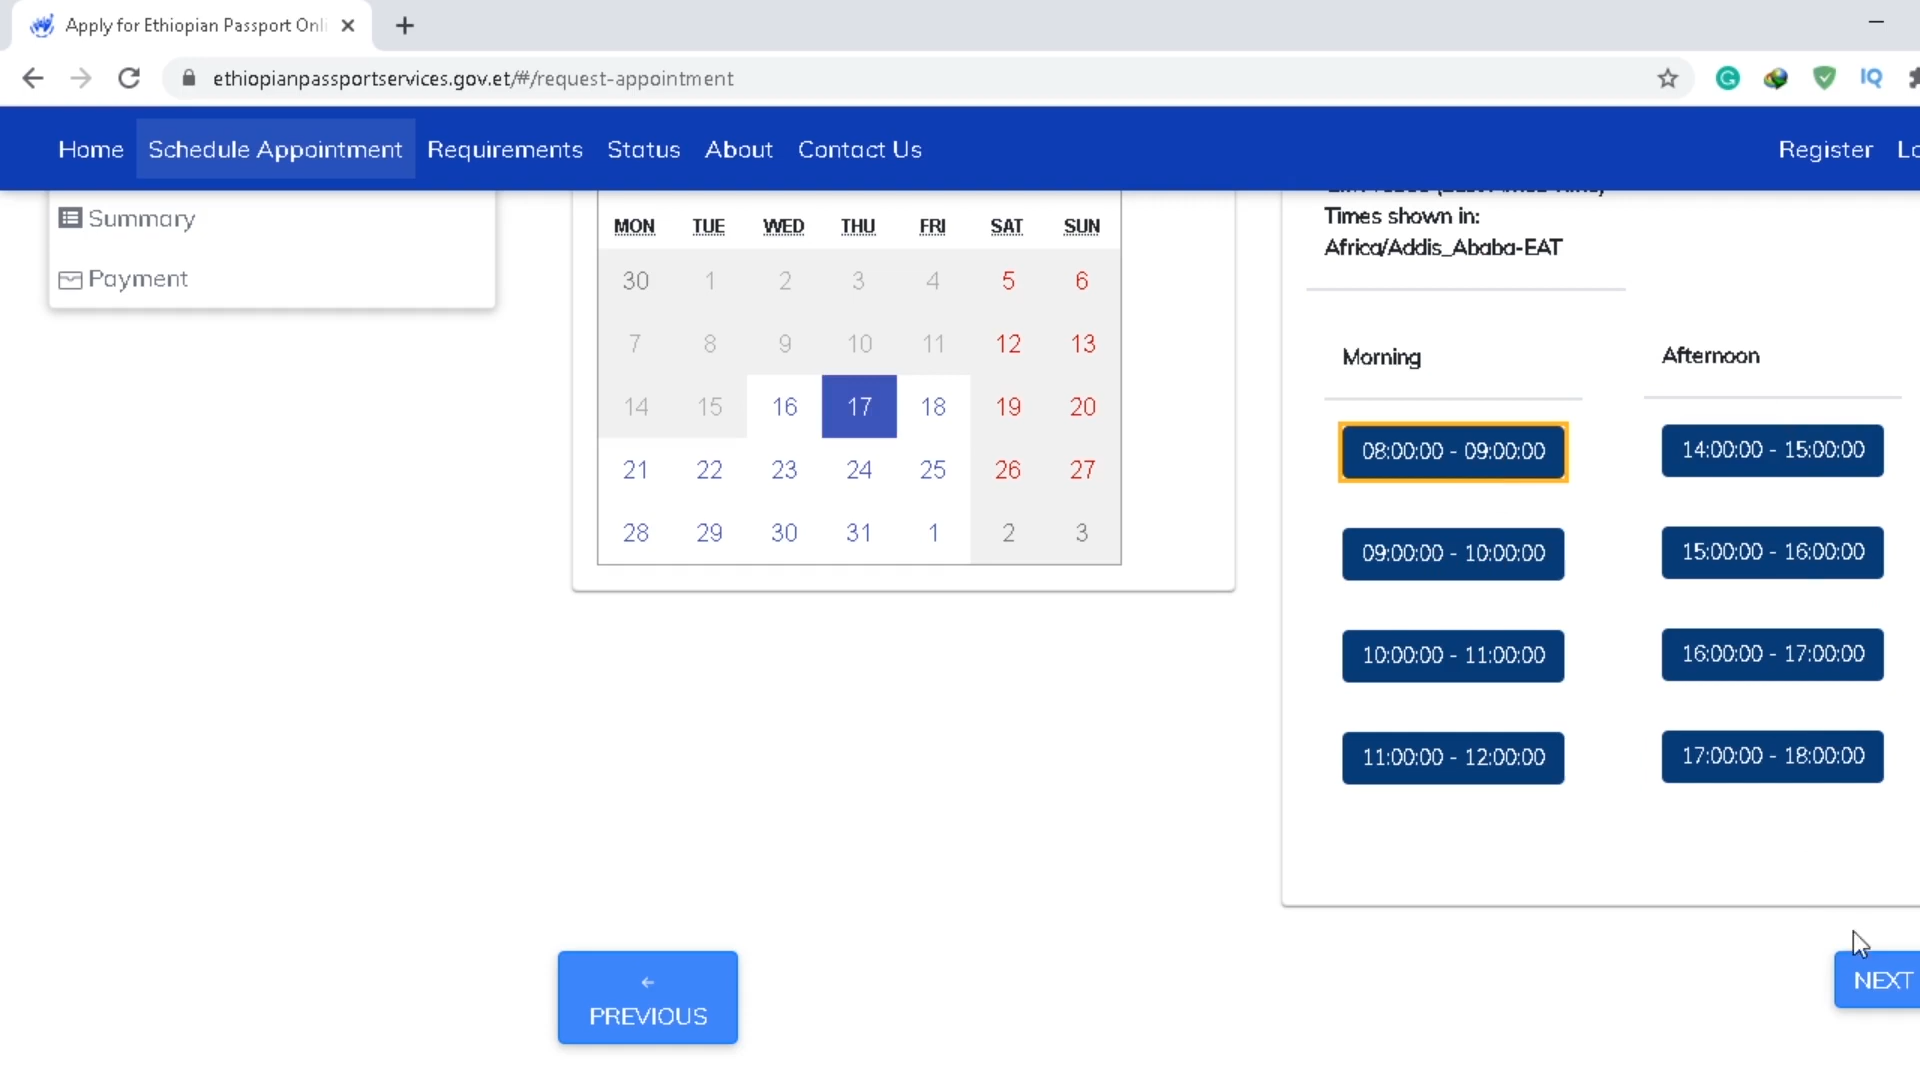 Apply for Ethiopian Passport Onli
ethiopianpassportservices.gov.et/#/request-appointment
IQ
Home Schedule Appointment Requirements Status About Contact Us Register Lo
Summary
Payment
MON TUE WED THU FRI SAT SUN
30 1 2 3 4 5 6
7 8 9 10 11 12 13
14 15 16 17 18 19 20
21 22 23 24 25 26 27
28 29 30 31 1 2 3
Times shown in:
Africa/Addis_Ababa-EAT
Morning Afternoon
08:00:00 - 09:00:00 14:00:00 - 15:00:00
09:00:00 - 10:00:00 15:00:00 - 16:00:00
10:00:00 - 11:00:00 16:00:00 - 17:00:00
11:00:00 - 12:00:00 17:00:00 - 18:00:00
← PREVIOUS
NEXT